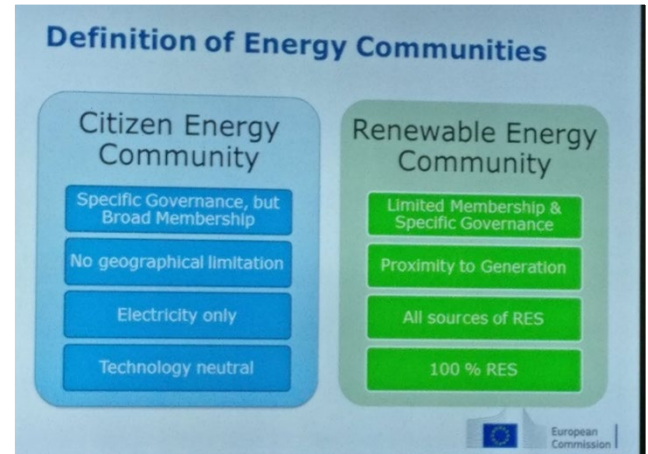 Definition of Energy Communities
Citizen Energy
Community
Specific Governance, but
Broad Membership
No geographical limitation
Electricity only
Technology neutral
Renewable Energy
Community
Limited Membership &
Specific Governance
Proximity to Generation
All sources of RES
100 % RES
European
Commission